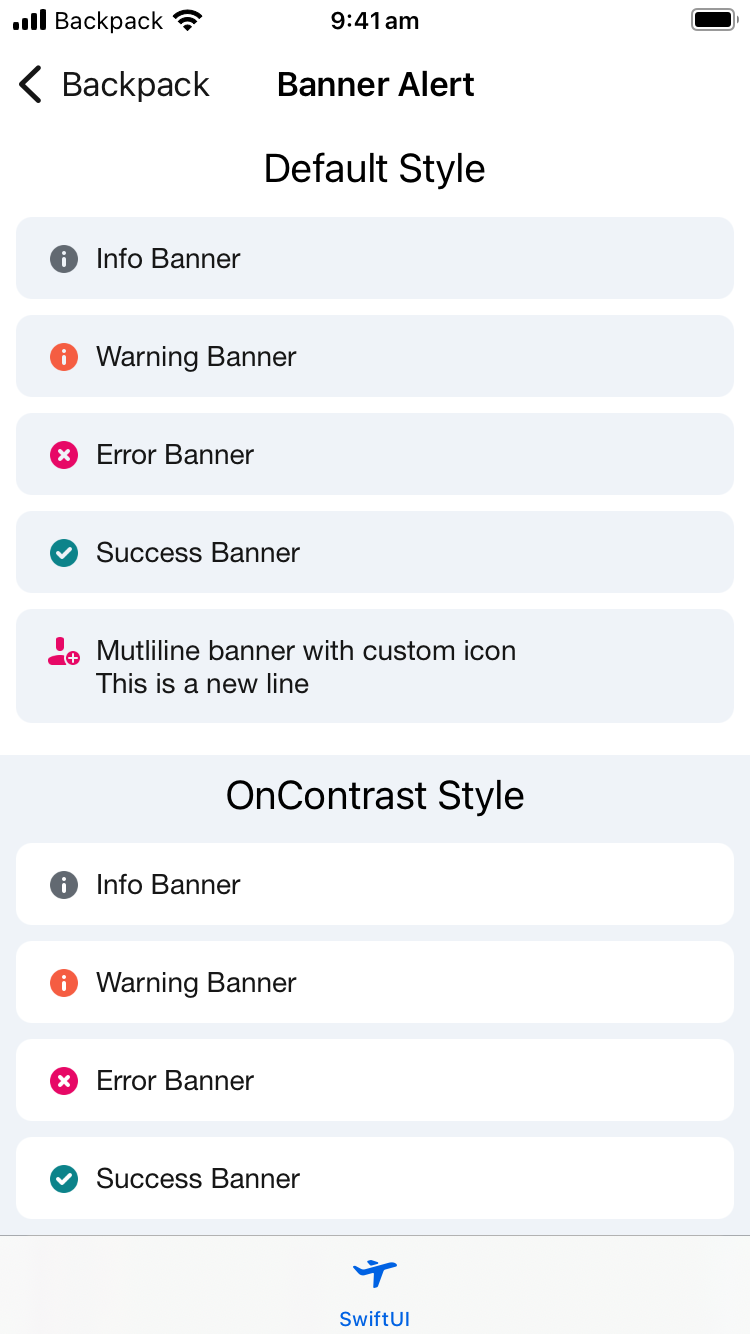 Backpack 9:41 am
Backpack Banner Alert
Default Style
Info Banner
Warning Banner
Error Banner
Success Banner
Mutliline banner with custom icon
This is a new line
OnContrast Style
Info Banner
Warning Banner
Error Banner
Success Banner
SwiftUI